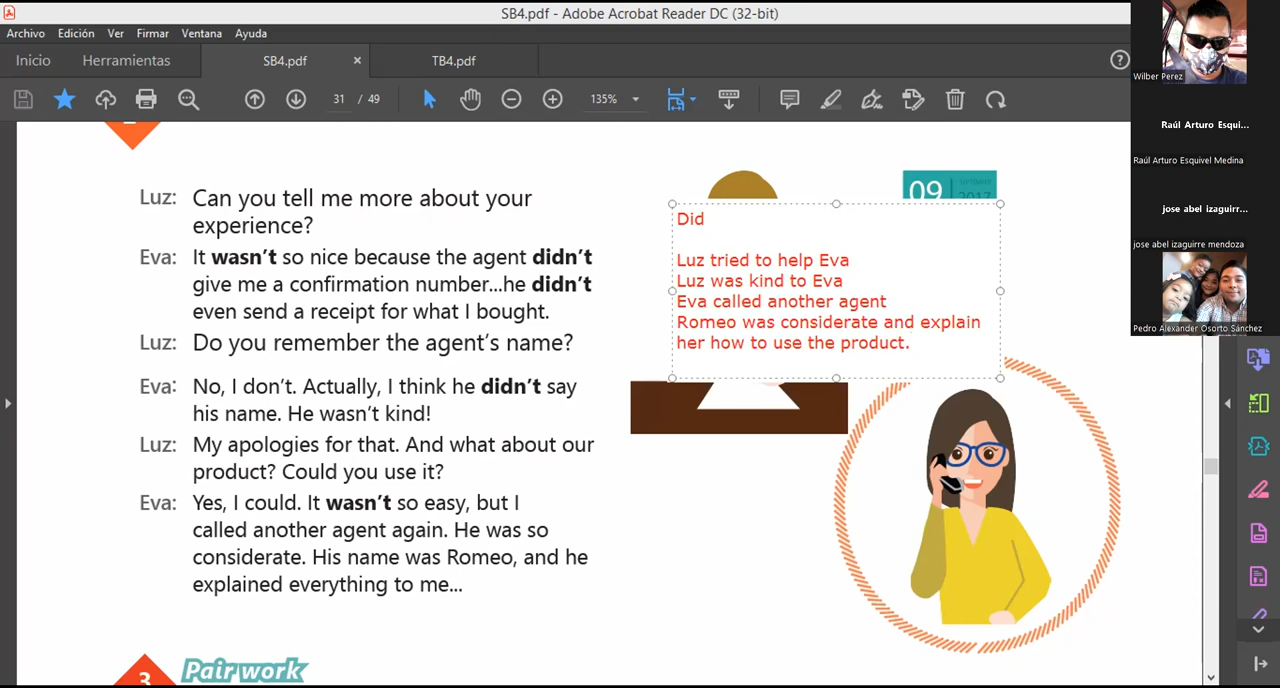 SB4.pdf - Adobe Acrobat Reader DC (32-bit)
Archivo Edición Ver Firmar Ventana Ayuda
Inicio Herramientas SB4.pdf × TB4.pdf
31 / 49 135%
Luz: Can you tell me more about your
experience?
Eva: It wasn't so nice because the agent didn't
give me a confirmation number...he didn't
even send a receipt for what I bought.
Luz: Do you remember the agent's name?
Eva: No, I don't. Actually, I think he didn't say
his name. He wasn't kind!
Luz: My apologies for that. And what about our
product? Could you use it?
Eva: Yes, I could. It wasn't so easy, but I
called another agent again. He was so
considerate. His name was Romeo, and he
explained everything to me...
3 Pair work
09
2017
Did
Luz tried to help Eva
Luz was kind to Eva
Eva called another agent
Romeo was considerate and explain
her how to use the product.
Wilber Perez
Raúl Arturo Esqui...
Raúl Arturo Esquivel Medina
jose abel izaguirr...
jose abel izaguirre mendoza
Pedro Alexander Osorto Sánchez